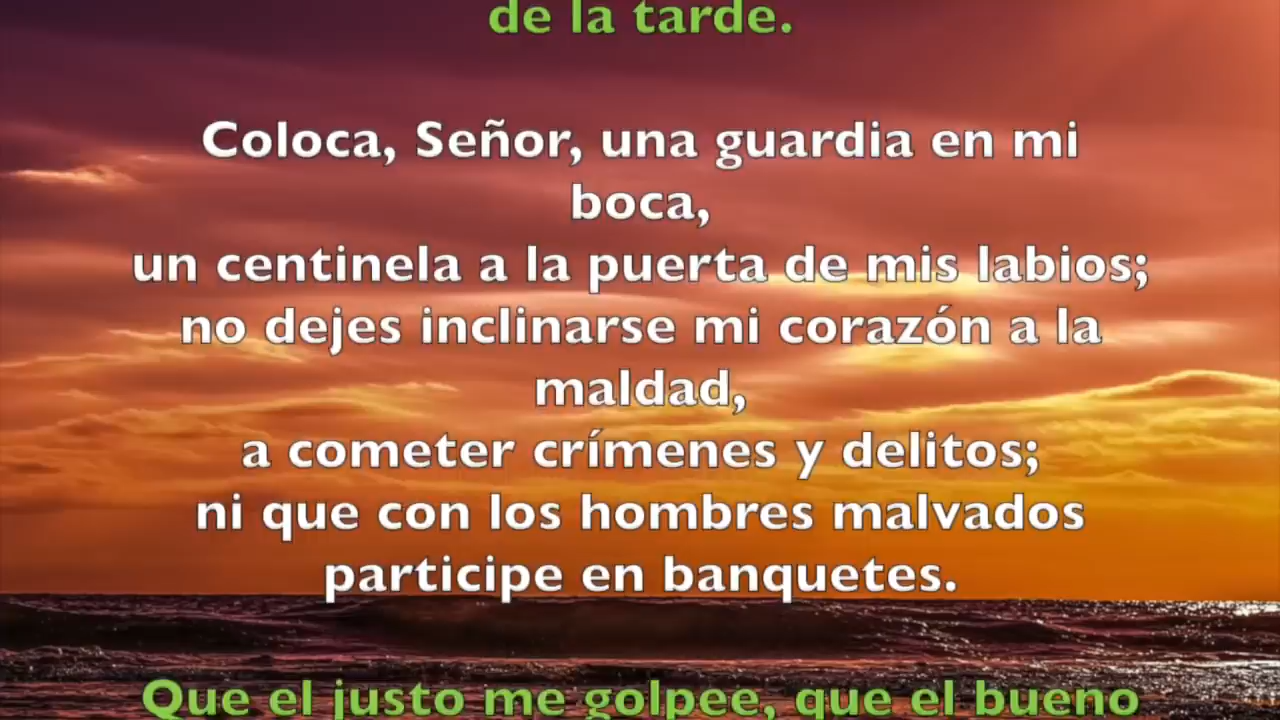 de la tarde.
Coloca, Señor, una guardia en mi
boca,
un centinela a la puerta de mis labios;
no dejes inclinarse mi corazón a la
maldad,
a cometer crímenes y delitos;
ni que con los hombres malvados
participe en banquetes.
Que el justo me golpee, que el bueno